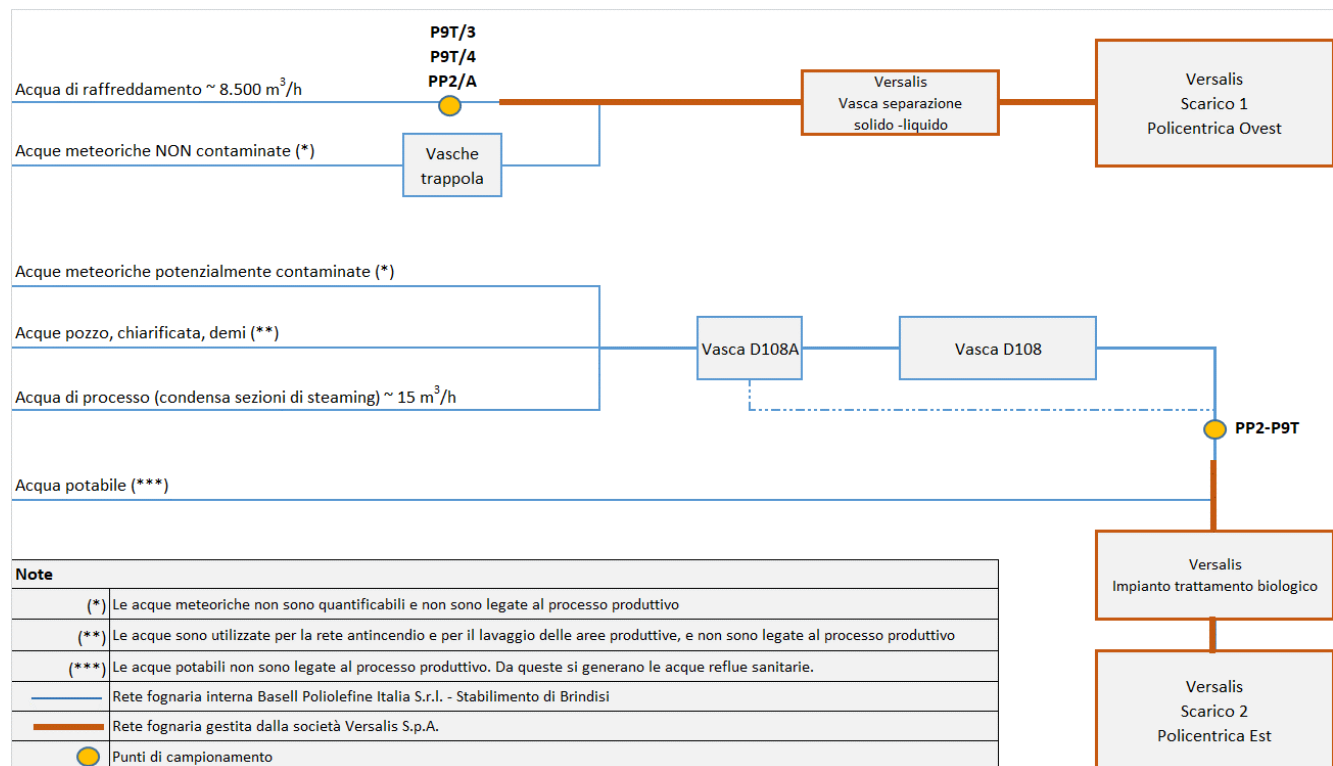 P9T/3
P9T/4
PP2/A
Acqua di raffreddamento ~ 8.500 m³/h
Versalis
Vasca separazione
solido -liquido
Versalis
Scarico 1
Policentrica Ovest
Acque meteoriche NON contaminate (*)
Vasche
trappola
Acque meteoriche potenzialmente contaminate (*)
Acque pozzo, chiarificata, demi (**)
Vasca D108A
Vasca D108
Acqua di processo (condensa sezioni di steaming) ~ 15 m³/h
PP2-P9T
Acqua potabile (***)
Versalis
Impianto trattamento biologico
Versalis
Scarico 2
Policentrica Est
Note
(*) Le acque meteoriche non sono quantificabili e non sono legate al processo produttivo
(**) Le acque sono utilizzate per la rete antincendio e per il lavaggio delle aree produttive, e non sono legate al processo produttivo
(***) Le acque potabili non sono legate al processo produttivo. Da queste si generano le acque reflue sanitarie.
Rete fognaria interna Basell Poliolefine Italia S.r.l. - Stabilimento di Brindisi
Rete fognaria gestita dalla società Versalis S.p.A.
Punti di campionamento